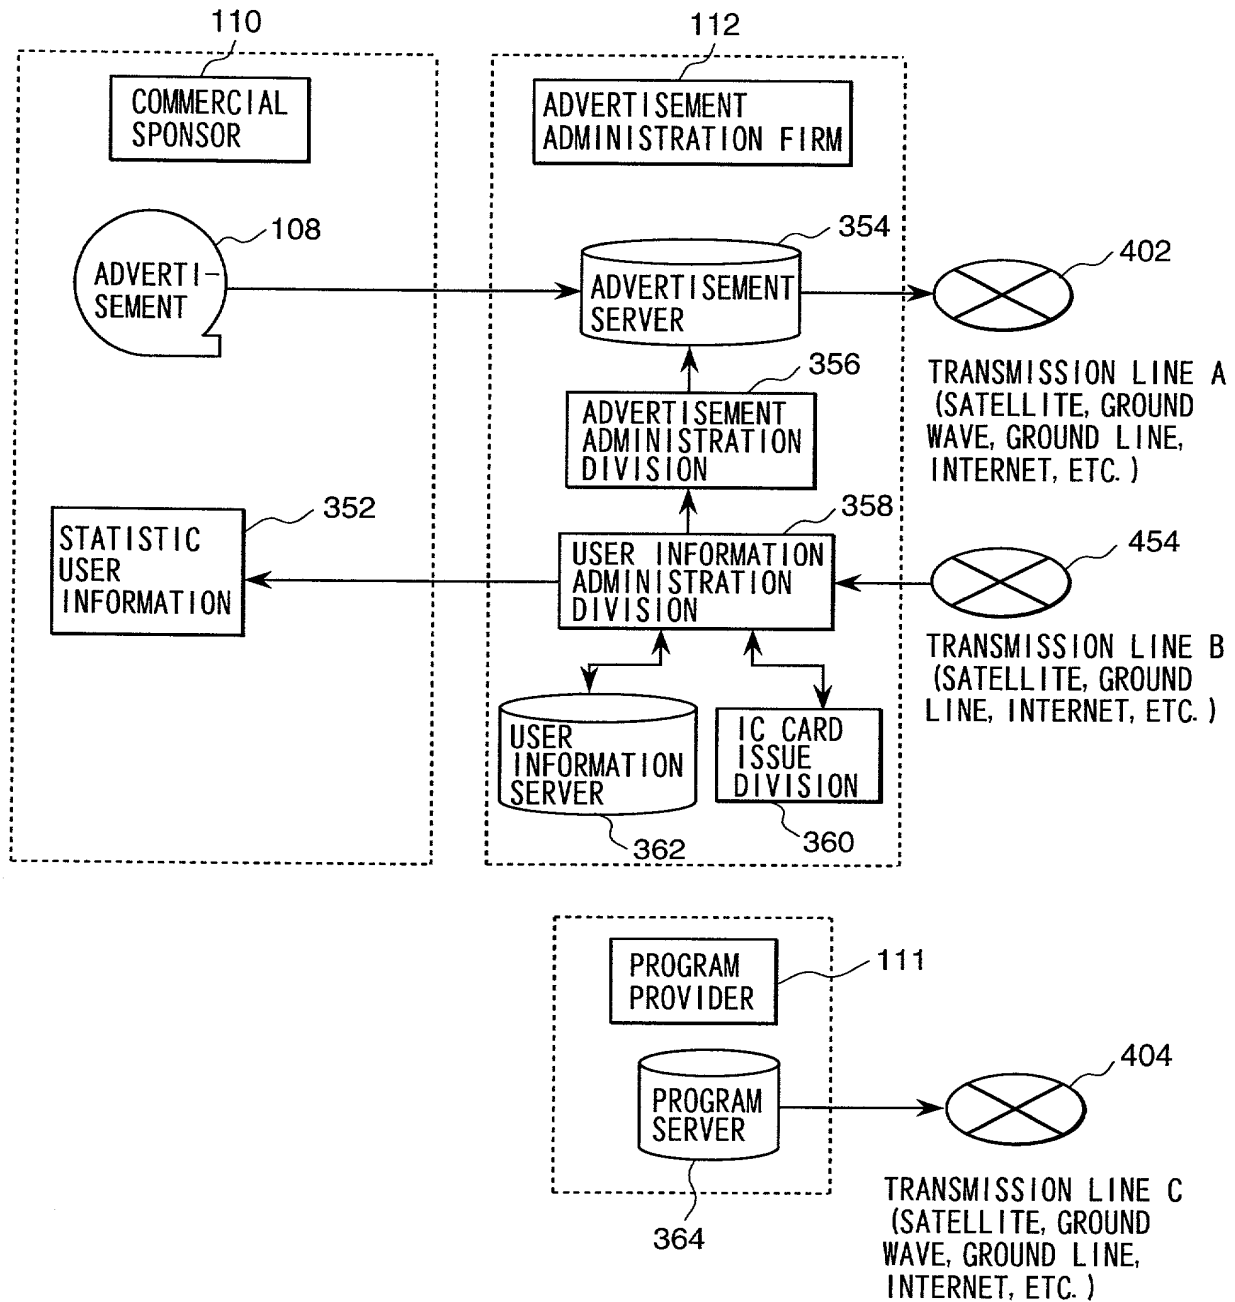 110
112
COMMERCIAL
SPONSOR
ADVERTISEMENT
ADMINISTRATION FIRM
108
ADVERTI-
SEMENT
354
ADVERTISEMENT
SERVER
402
TRANSMISSION LINE A
(SATELLITE, GROUND
WAVE, GROUND LINE,
INTERNET, ETC.)
356
ADVERTISEMENT
ADMINISTRATION
DIVISION
352
STATISTIC
USER
INFORMATION
358
USER INFORMATION
ADMINISTRATION
DIVISION
454
TRANSMISSION LINE B
(SATELLITE, GROUND
LINE, INTERNET, ETC.)
USER
INFORMATION
SERVER
362
IC CARD
ISSUE
DIVISION
360
PROGRAM
PROVIDER
111
PROGRAM
SERVER
364
404
TRANSMISSION LINE C
(SATELLITE, GROUND
WAVE, GROUND LINE,
INTERNET, ETC.)